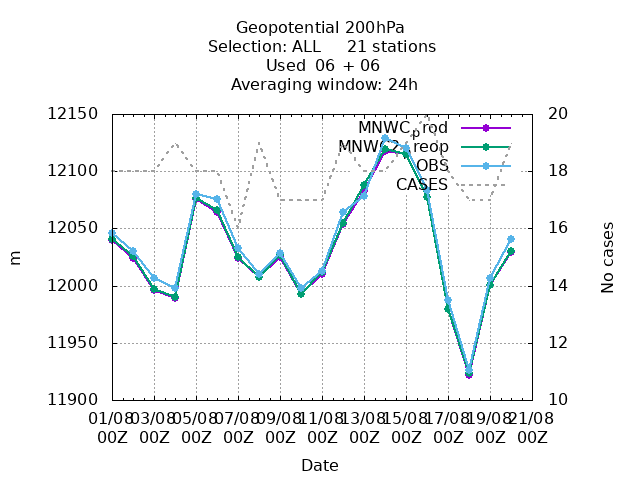 Geopotential 200hPa
Selection: ALL 21 stations
Used 06 + 06
Averaging window: 24h
12150
12100
12050
12000
11950
11900
20
18
16
14
12
10
m
No cases
MNWC_prod
OBS
CASES
01/08 03/08 05/08 07/08 09/08 11/08 13/08 15/08 17/08 19/08 21/08
00Z 00Z 00Z 00Z 00Z 00Z 00Z 00Z 00Z 00Z 00Z
Date